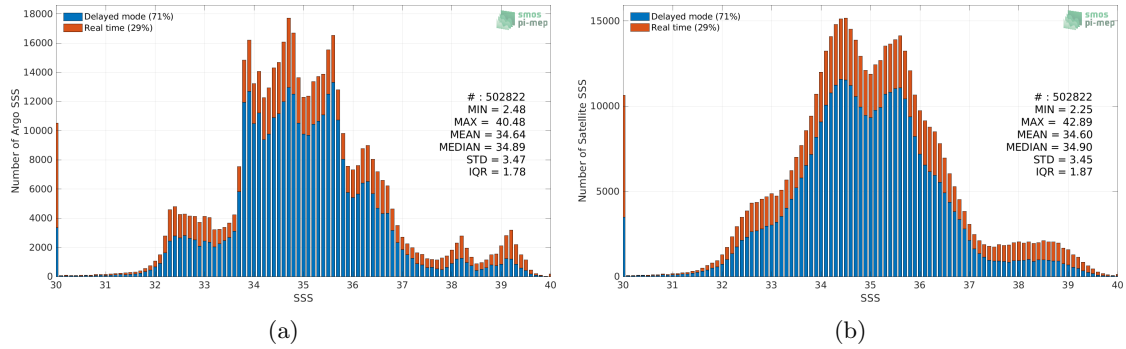 Delayed mode (71%)
Real time (29%)
smos
pi-mep
18000
16000
14000
12000
10000
8000
6000
4000
2000
0
Number of Argo SSS
# : 502822
MIN = 2.48
MAX = 40.48
MEAN = 34.64
MEDIAN = 34.89
STD = 3.47
IQR = 1.78
30 31 32 33 34 35 36 37 38 39 40
SSS
(a)
Delayed mode (71%)
Real time (29%)
smos
pi-mep
15000
10000
5000
0
Number of Satellite SSS
# : 502822
MIN = 2.25
MAX = 42.89
MEAN = 34.60
MEDIAN = 34.90
STD = 3.45
IQR = 1.87
30 31 32 33 34 35 36 37 38 39 40
SSS
(b)